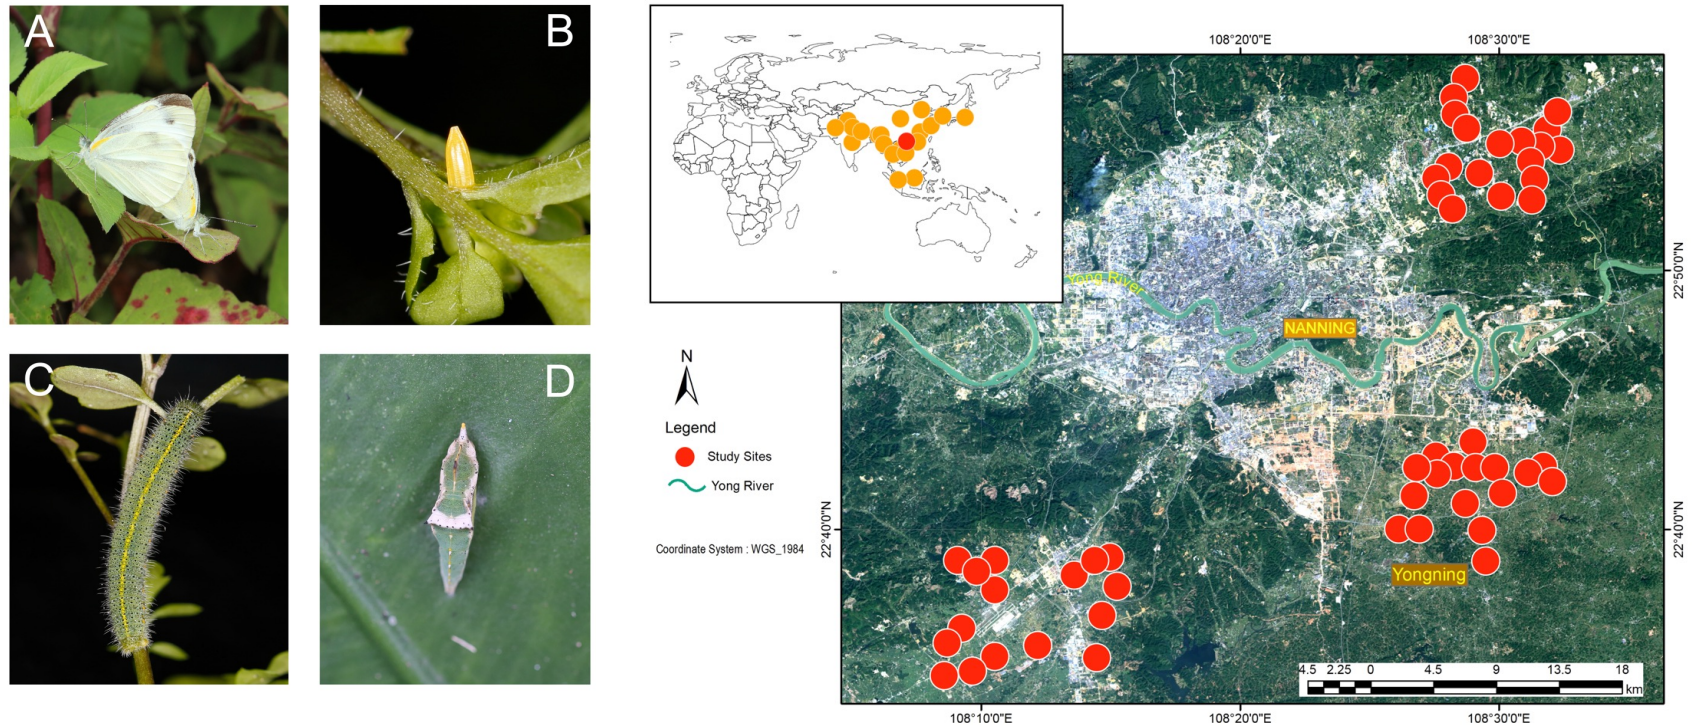 A
B
C
D
108°20'0"E
108°30'0"E
Yong River
NANNING
22°50'0"N
N
Legend
Study Sites
Yong River
Coordinate System : WGS_1984
22°40'0"N
22°40'0"N
Yongning
4.5 2.25 0 4.5 9 13.5 18
km
108°10'0"E
108°20'0"E
108°30'0"E